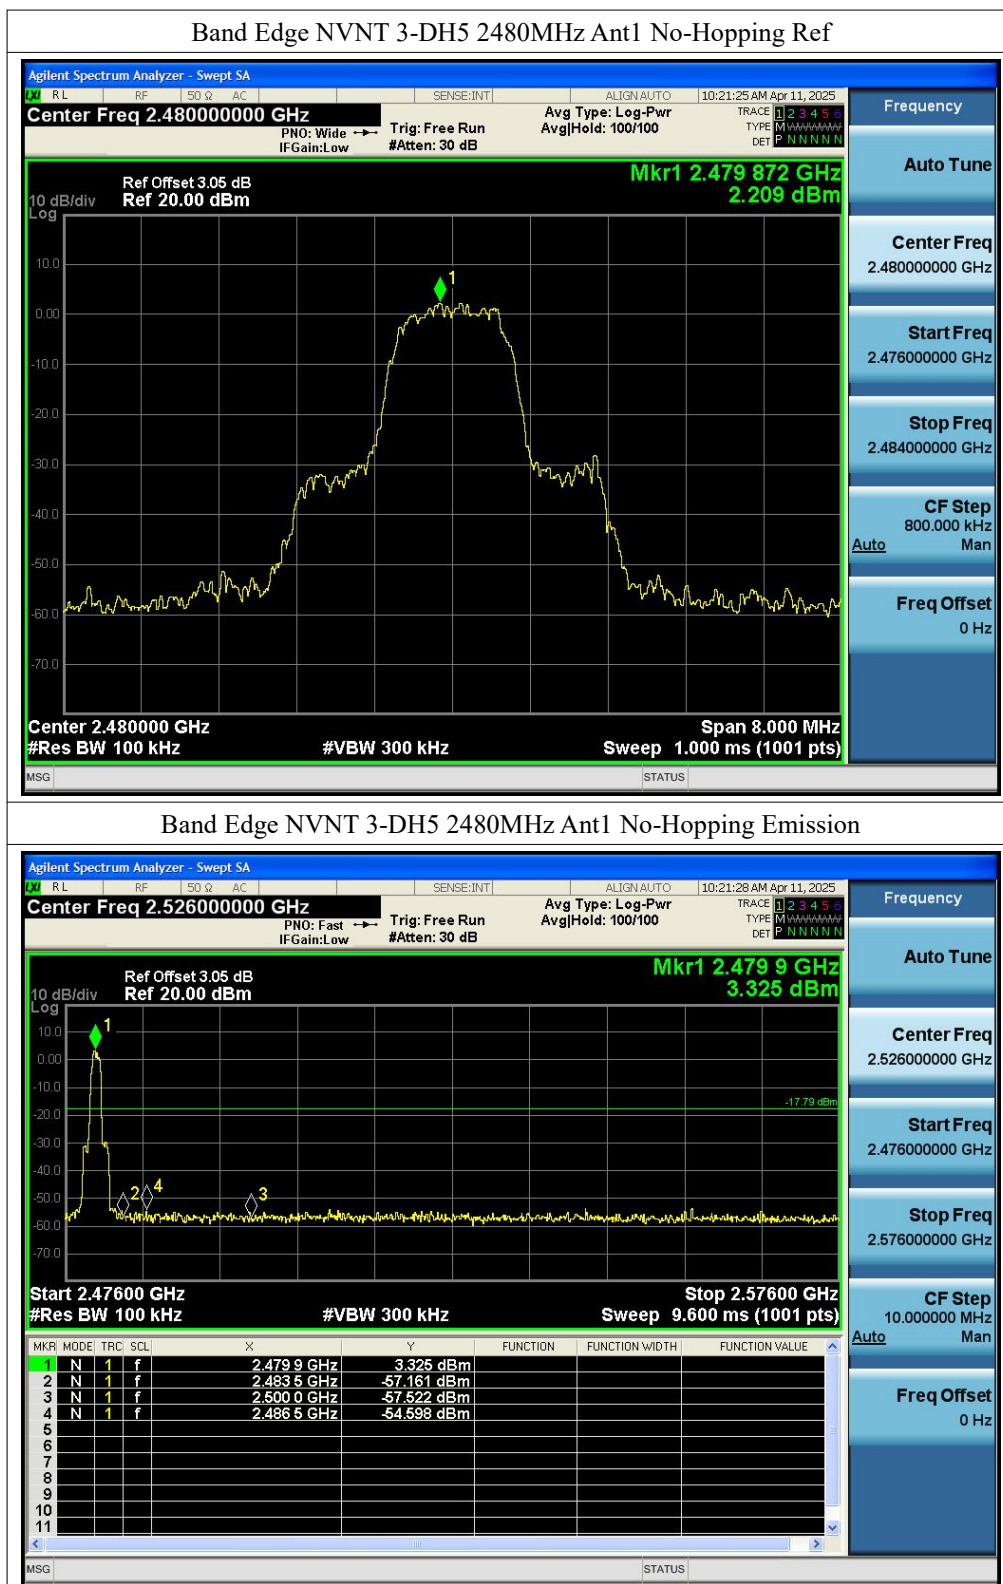 Band Edge NVNT 3-DH5 2480MHz Ant1 No-Hopping Ref
Agilent Spectrum Analyzer - Swept SA
LXI RL RF 50 Ω AC SENSE:INT ALIGN AUTO 10:21:25 AM Apr 11, 2025
Center Freq 2.480000000 GHz
PNO: Wide
IFGain:Low
Trig: Free Run
#Atten: 30 dB
Avg Type: Log-Pwr
Avg|Hold: 100/100
TRACE 1 2 3 4 5 6
TYPE M WWWWW
DET P N N N N N
Frequency
Auto Tune
Center Freq
2.480000000 GHz
Start Freq
2.476000000 GHz
Stop Freq
2.484000000 GHz
CF Step
800.000 kHz
Auto Man
Freq Offset
0 Hz
Mkr1 2.479 872 GHz
2.209 dBm
Ref Offset 3.05 dB
10 dB/div Ref 20.00 dBm
Log
1
10.0
0.00
-10.0
-20.0
-30.0
-40.0
-50.0
-60.0
-70.0
Center 2.480000 GHz Span 8.000 MHz
#Res BW 100 kHz #VBW 300 kHz Sweep 1.000 ms (1001 pts)
MSG STATUS
Band Edge NVNT 3-DH5 2480MHz Ant1 No-Hopping Emission
Agilent Spectrum Analyzer - Swept SA
LXI RL RF 50 Ω AC SENSE:INT ALIGN AUTO 10:21:28 AM Apr 11, 2025
Center Freq 2.526000000 GHz
PNO: Fast
IFGain:Low
Trig: Free Run
#Atten: 30 dB
Avg Type: Log-Pwr
Avg|Hold: 100/100
TRACE 1 2 3 4 5 6
TYPE M WWWWW
DET P N N N N N
Frequency
Auto Tune
Center Freq
2.526000000 GHz
Start Freq
2.476000000 GHz
Stop Freq
2.576000000 GHz
CF Step
10.000000 MHz
Auto Man
Freq Offset
0 Hz
Mkr1 2.479 9 GHz
3.325 dBm
Ref Offset 3.05 dB
10 dB/div Ref 20.00 dBm
Log
1
10.0
0.00
-10.0
-17.79 dBm
-20.0
-30.0
-40.0
2 4 3
-50.0
-60.0
-70.0
Start 2.47600 GHz Stop 2.57600 GHz
#Res BW 100 kHz #VBW 300 kHz Sweep 9.600 ms (1001 pts)
MKR MODE TRC SCL X Y FUNCTION FUNCTION WIDTH FUNCTION VALUE
1 N 1 f 2.479 9 GHz 3.325 dBm
2 N 1 f 2.483 5 GHz -57.161 dBm
3 N 1 f 2.500 0 GHz -57.522 dBm
4 N 1 f 2.486 5 GHz -54.598 dBm
5
6
7
8
9
10
11
MSG STATUS